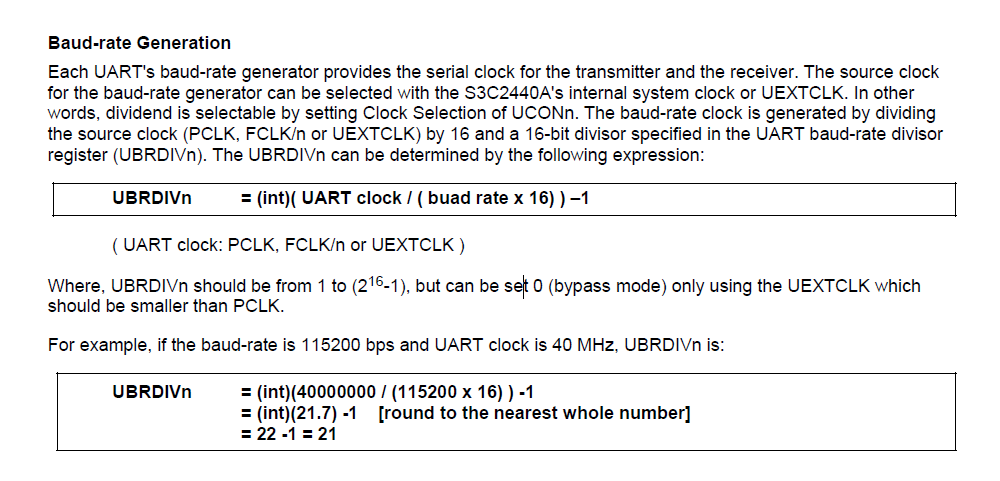 Baud-rate Generation
Each UART's baud-rate generator provides the serial clock for the transmitter and the receiver. The source clock
for the baud-rate generator can be selected with the S3C2440A's internal system clock or UEXTCLK. In other
words, dividend is selectable by setting Clock Selection of UCONn. The baud-rate clock is generated by dividing
the source clock (PCLK, FCLK/n or UEXTCLK) by 16 and a 16-bit divisor specified in the UART baud-rate divisor
register (UBRDIVn). The UBRDIVn can be determined by the following expression:
UBRDIVn = (int)( UART clock / ( buad rate x 16) ) –1
( UART clock: PCLK, FCLK/n or UEXTCLK )
Where, UBRDIVn should be from 1 to (2^16-1), but can be set 0 (bypass mode) only using the UEXTCLK which
should be smaller than PCLK.
For example, if the baud-rate is 115200 bps and UART clock is 40 MHz, UBRDIVn is:
UBRDIVn = (int)(40000000 / (115200 x 16) ) -1
= (int)(21.7) -1 [round to the nearest whole number]
= 22 -1 = 21